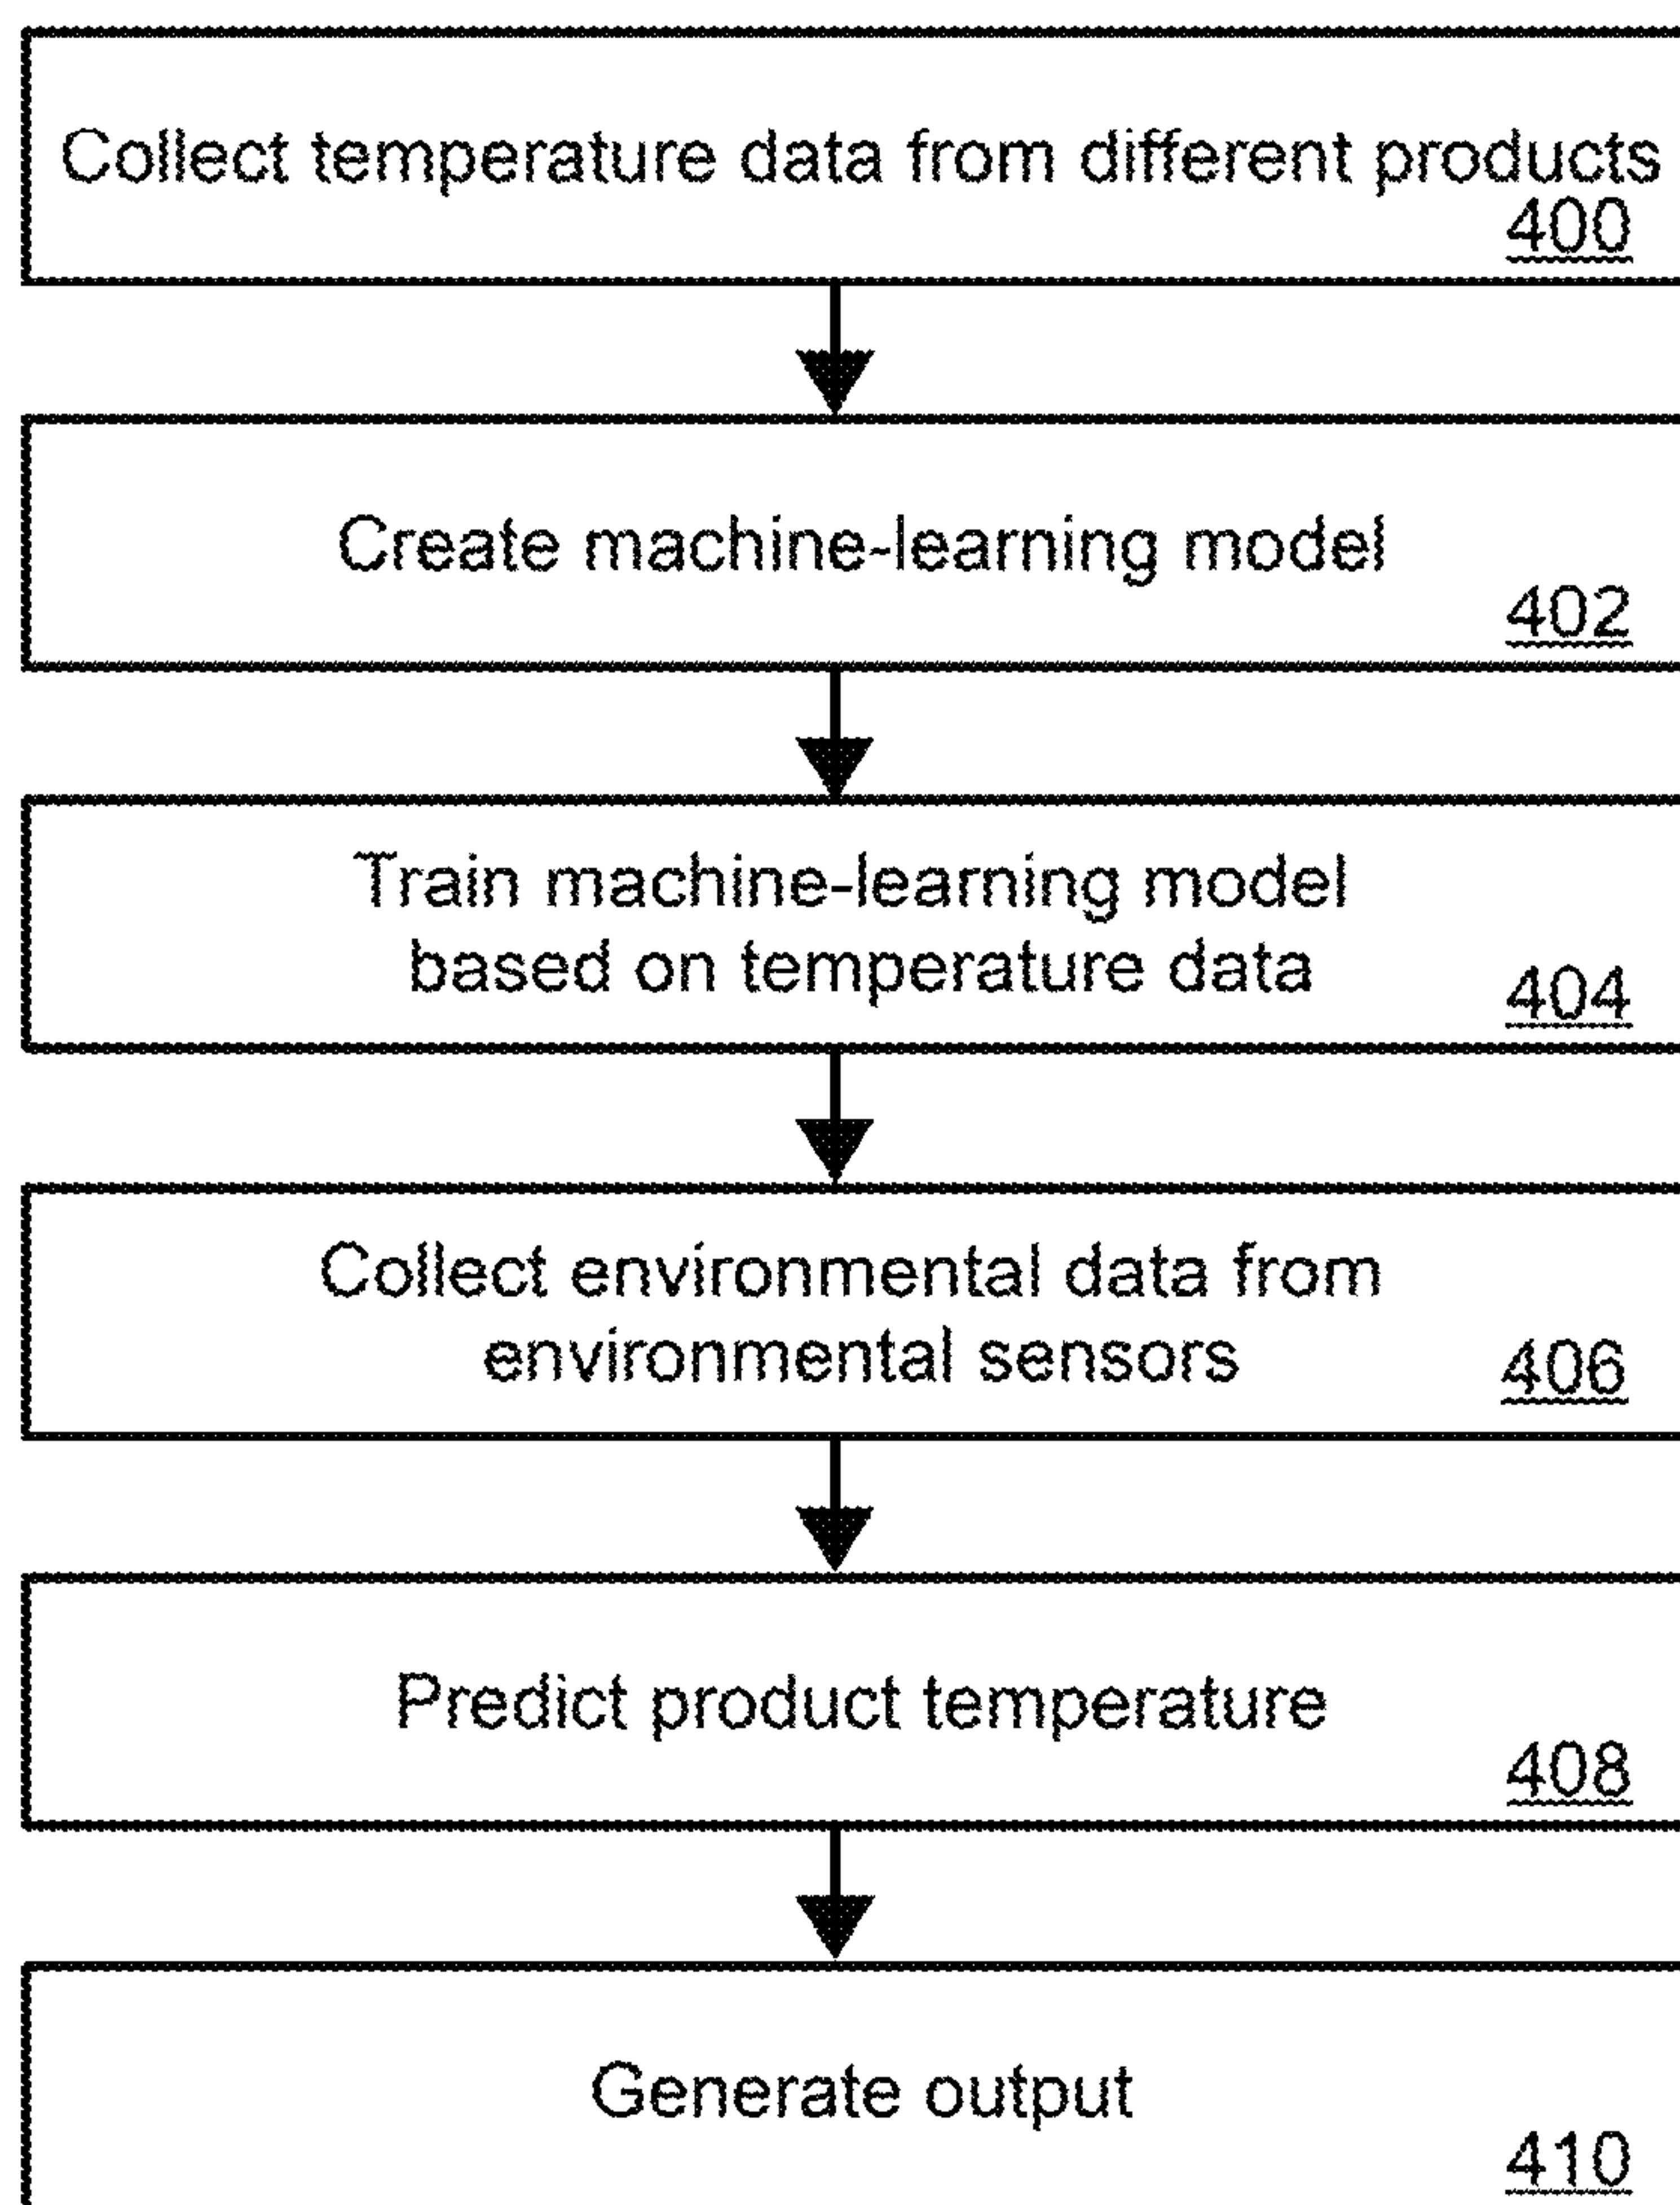 Collect temperature data from different products
400
Create machine-learning model
402
Train machine-learning model
based on temperature data
404
Collect environmental data from
environmental sensors
406
Predict product temperature
408
Generate output
410